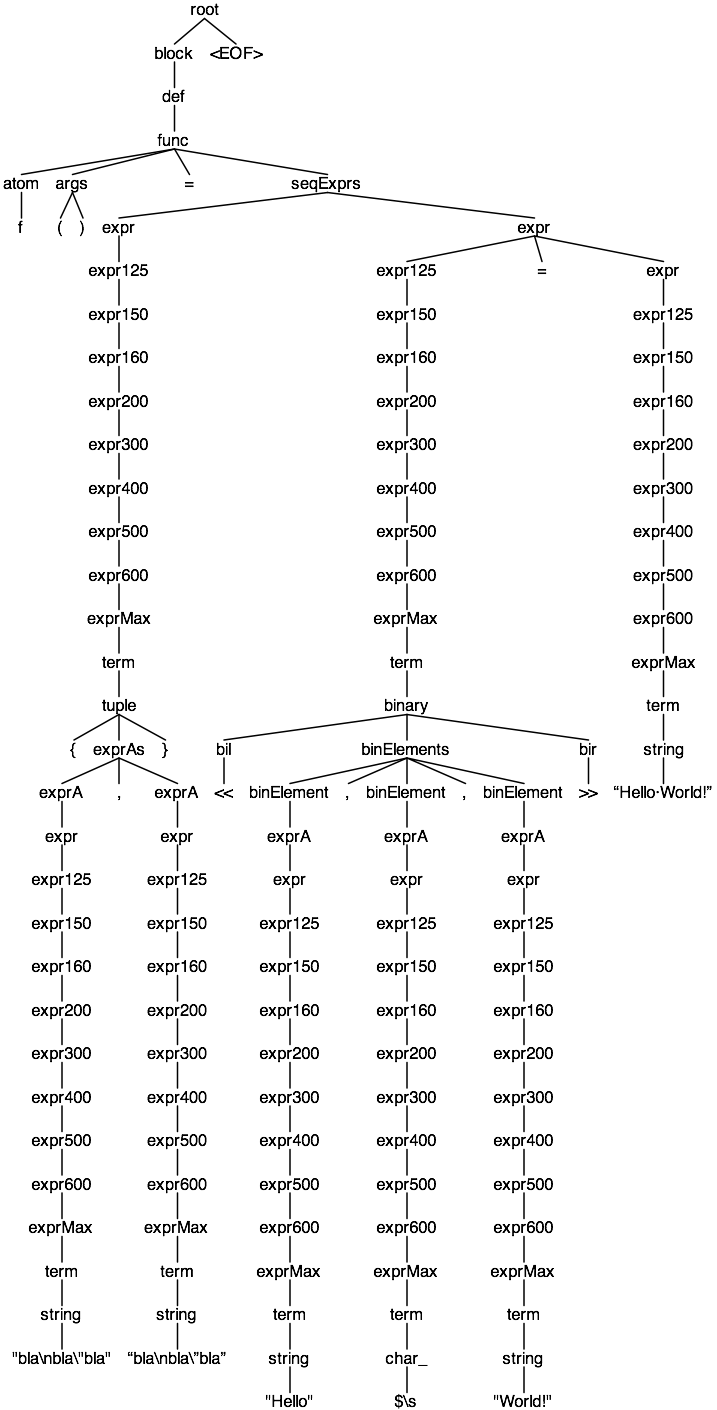 root
block <EOF>
def
func
atom args = seqExprs
f ( ) expr expr
expr125 expr125 = expr
expr150 expr150 expr125
expr160 expr160 expr150
expr200 expr200 expr160
expr300 expr300 expr200
expr400 expr400 expr300
expr500 expr500 expr400
expr600 expr600 expr500
exprMax exprMax expr600
term term exprMax
tuple binary term
{ exprAs } bil binElements bir string
exprA , exprA << binElement , binElement , binElement >> “Hello·World!”
expr expr exprA exprA exprA
expr125 expr125 expr expr expr
expr150 expr150 expr125 expr125 expr125
expr160 expr160 expr150 expr150 expr150
expr200 expr200 expr160 expr160 expr160
expr300 expr300 expr200 expr200 expr200
expr400 expr400 expr300 expr300 expr300
expr500 expr500 expr400 expr400 expr400
expr600 expr600 expr500 expr500 expr500
exprMax exprMax expr600 expr600 expr600
term term exprMax exprMax exprMax
string string term term term
"bla\nbla\"bla" “bla\nbla\”bla” string char_ string
"Hello" $\s "World!"